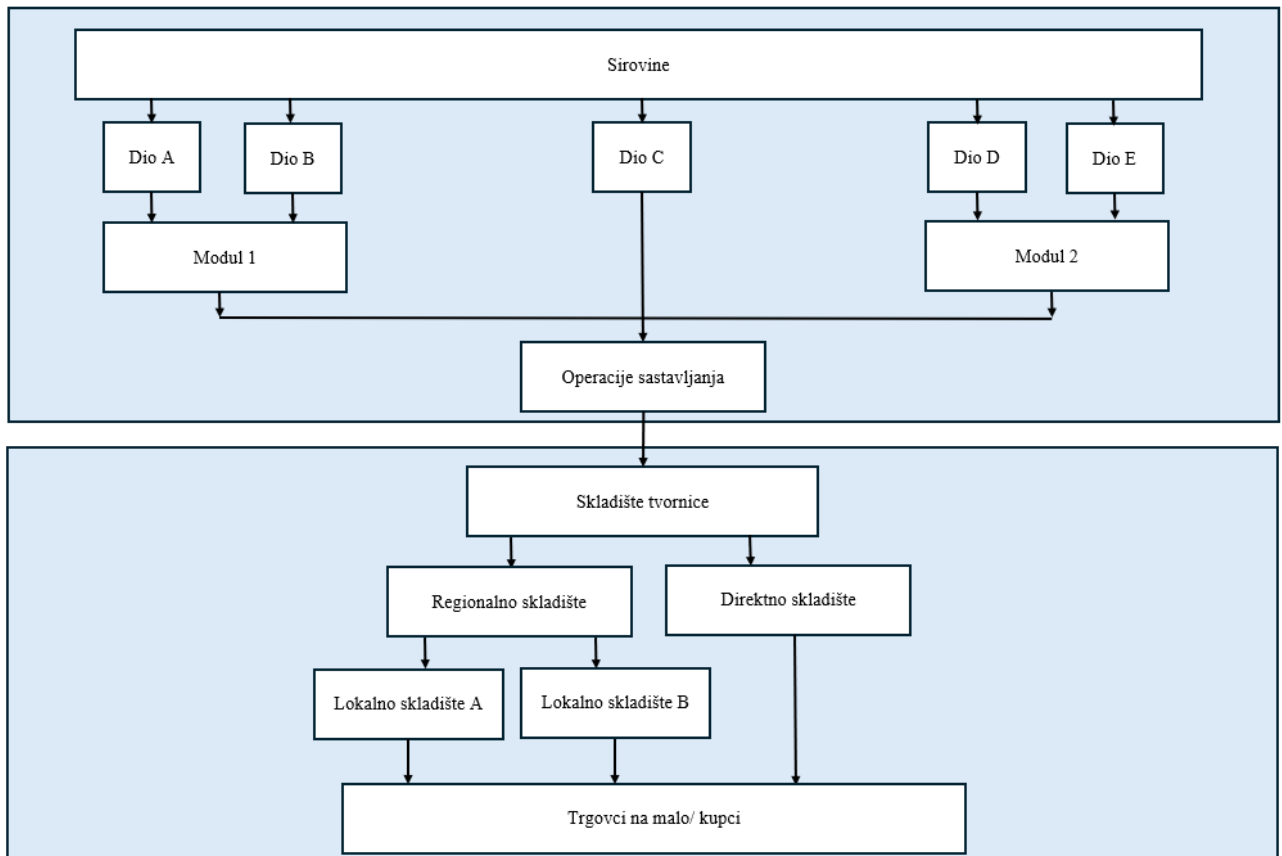 Sirovine
Dio A
Dio B
Dio C
Dio D
Dio E
Modul 1
Modul 2
Operacije sastavljanja
Skladište tvornice
Regionalno skladište
Direktno skladište
Lokalno skladište A
Lokalno skladište B
Trgovci na malo/ kupci